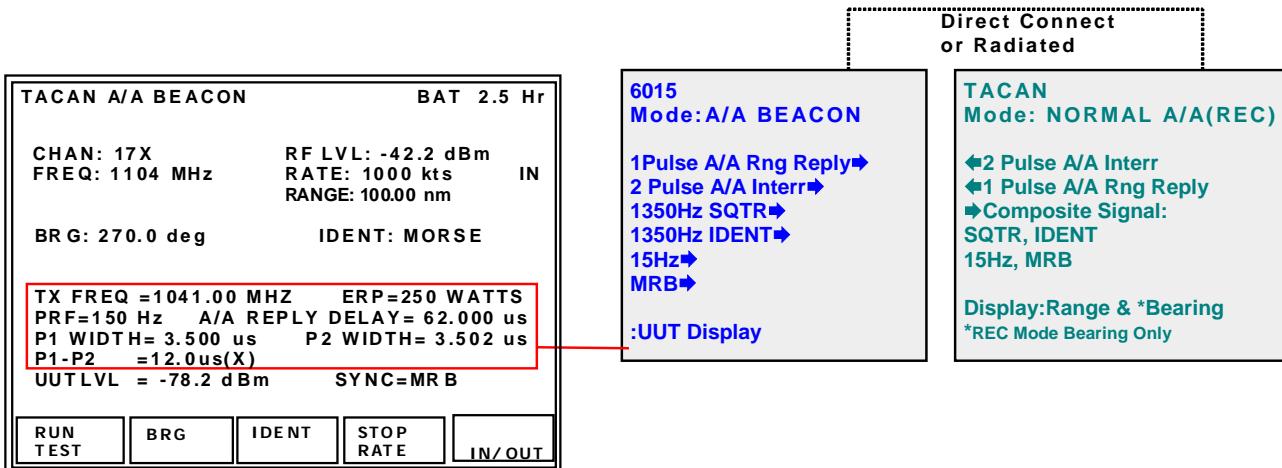 Direct Connect
or Radiated
TACAN A/A BEACON BAT 2.5 Hr
CHAN: 17X RF LVL: -42.2 dBm
FREQ: 1104 MHz RATE: 1000 kts IN
RANGE: 100.00 nm
BRG: 270.0 deg IDENT: MORSE
TX FREQ =1041.00 MHZ ERP=250 WATTS
PRF=150 Hz A/A REPLY DELAY= 62.000 us
P1 WIDTH= 3.500 us P2 WIDTH= 3.502 us
P1-P2 =12.0us(X)
UUT LVL = -78.2 dBm SYNC=MRB
RUN TEST
BRG
IDENT
STOP RATE
IN/OUT
6015
Mode:A/A BEACON
1Pulse A/A Rng Reply➡
2 Pulse A/A Interr➡
1350Hz SQTR➡
1350Hz IDENT➡
15Hz➡
MRB➡
:UUT Display
TACAN
Mode: NORMAL A/A(REC)
⬅2 Pulse A/A Interr
⬅1 Pulse A/A Rng Reply
➡Composite Signal:
SQTR, IDENT
15Hz, MRB
Display:Range & *Bearing
*REC Mode Bearing Only